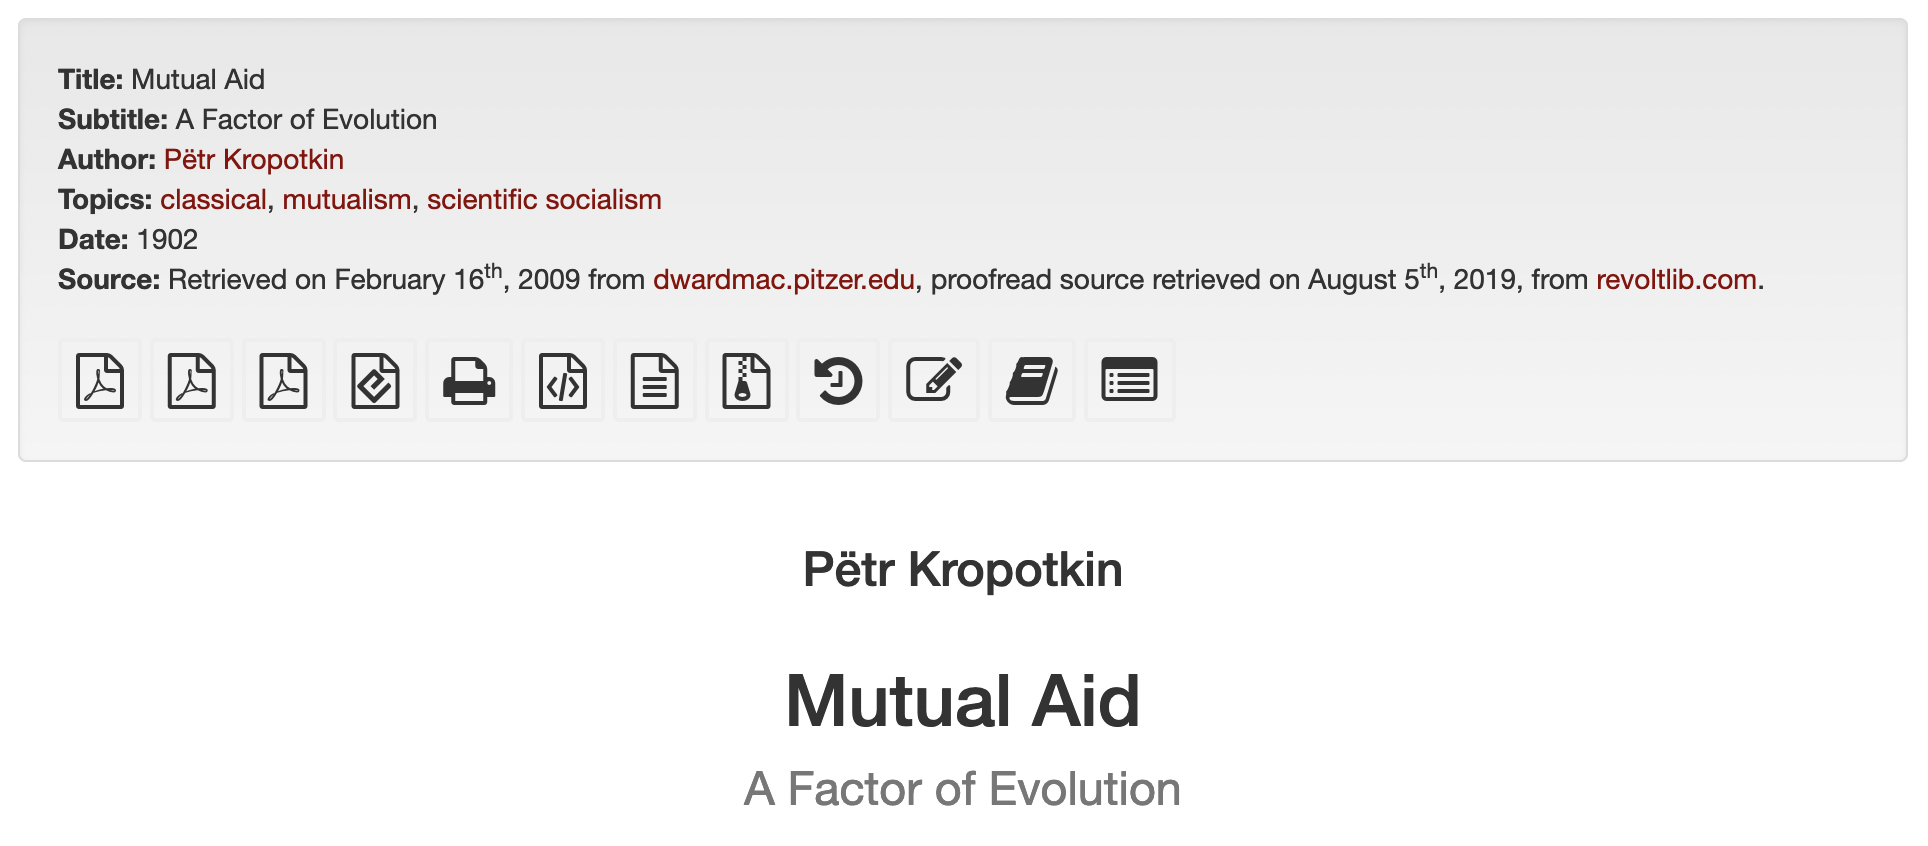 Title: Mutual Aid
Subtitle: A Factor of Evolution
Author: Pëtr Kropotkin
Topics: classical, mutualism, scientific socialism
Date: 1902
Source: Retrieved on February 16th, 2009 from dwardmac.pitzer.edu, proofread source retrieved on August 5th, 2019, from revoltlib.com.
Pëtr Kropotkin
Mutual Aid
A Factor of Evolution